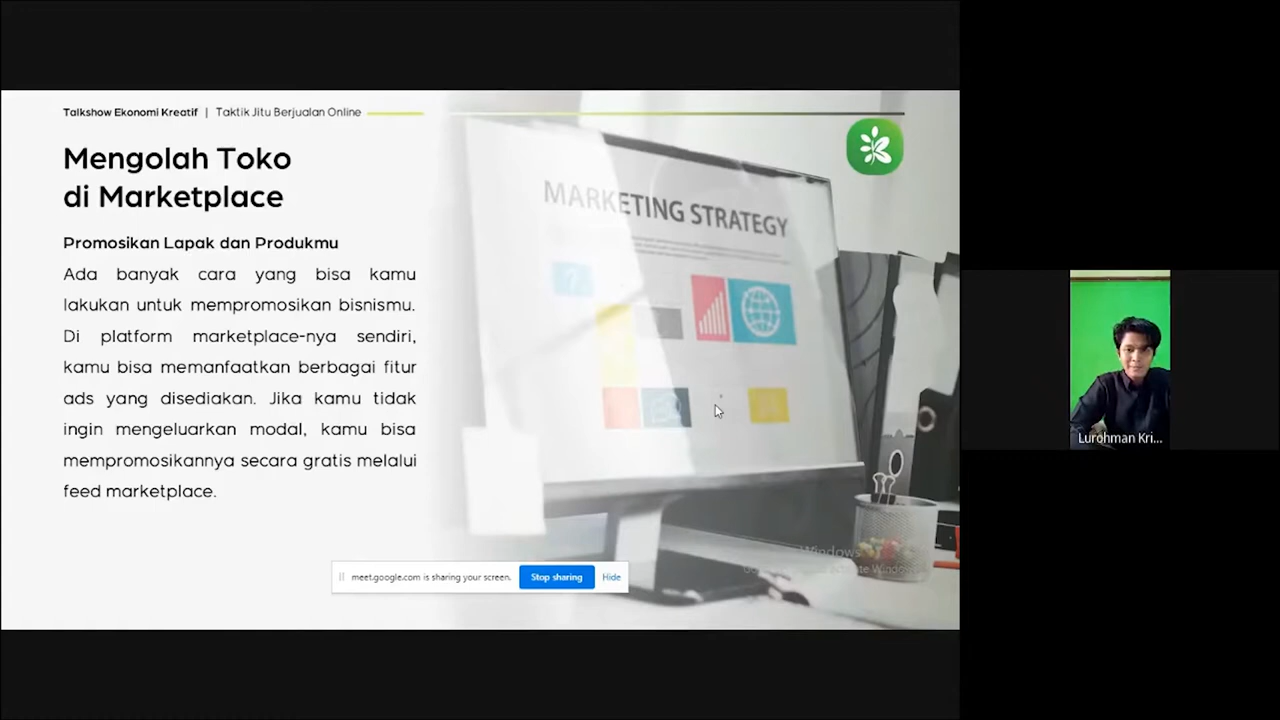 Talkshow Ekonomi Kreatif | Taktik Jitu Berjualan Online
Mengolah Toko
di Marketplace
Promosikan Lapak dan Produkmu
Ada banyak cara yang bisa kamu
lakukan untuk mempromosikan bisnismu.
Di platform marketplace-nya sendiri,
kamu bisa memanfaatkan berbagai fitur
ads yang disediakan. Jika kamu tidak
ingin mengeluarkan modal, kamu bisa
mempromosikannya secara gratis melalui
feed marketplace.
MARKETING STRATEGY
Windows
meet.google.com is sharing your screen. Stop sharing Hide
Lurohman Kri...